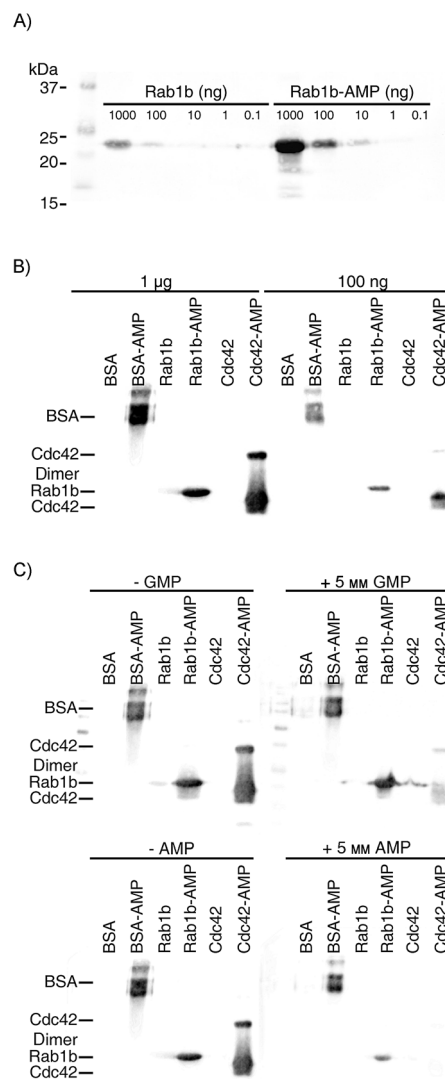 A)
kDa
Rab1b (ng) Rab1b-AMP (ng)
37-
1000 100 10 1 0.1 1000 100 10 1 0.1
25-
20-
15-
B)
1 µg 100 ng
BSA BSA-AMP Rab1b Rab1b-AMP Cdc42 Cdc42-AMP BSA BSA-AMP Rab1b Rab1b-AMP Cdc42 Cdc42-AMP
BSA
Cdc42
Dimer
Rab1b
Cdc42
C)
- GMP + 5 mM GMP
BSA BSA-AMP Rab1b Rab1b-AMP Cdc42 Cdc42-AMP BSA BSA-AMP Rab1b Rab1b-AMP Cdc42 Cdc42-AMP
BSA
Cdc42
Dimer
Rab1b
Cdc42
- AMP + 5 mM AMP
BSA BSA-AMP Rab1b Rab1b-AMP Cdc42 Cdc42-AMP BSA BSA-AMP Rab1b Rab1b-AMP Cdc42 Cdc42-AMP
BSA
Cdc42
Dimer
Rab1b
Cdc42